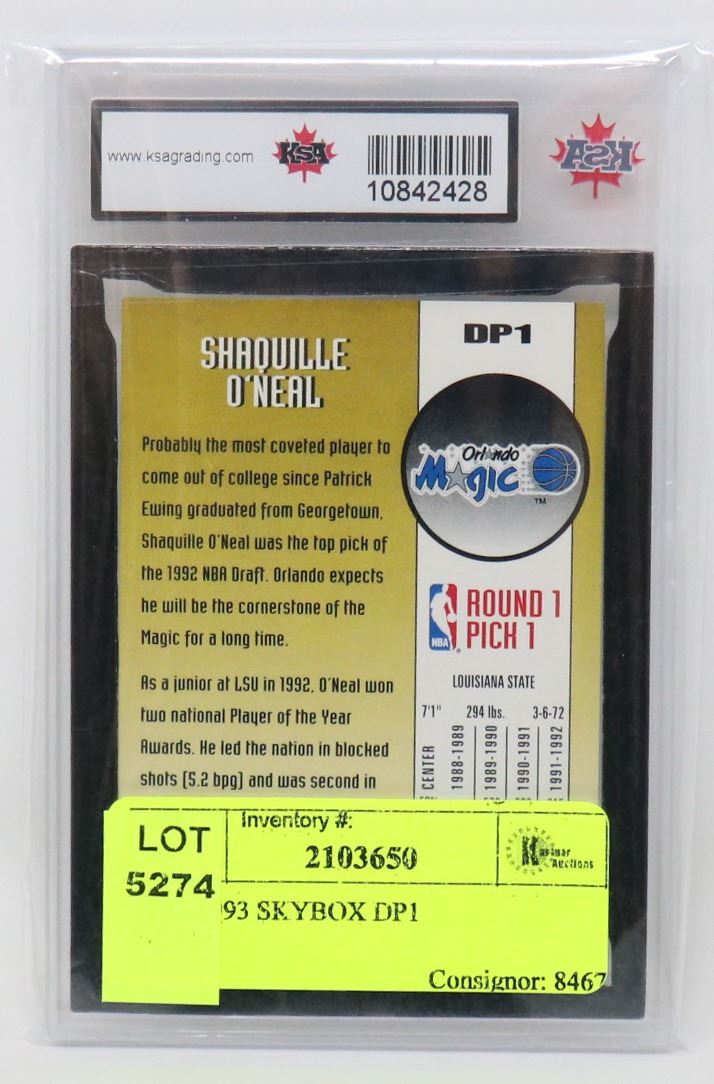 www.ksagrading.com
KSA
10842428
KSA
SHAQUILLE
O'NEAL
Probably the most coveted player to
come out of college since Patrick
Ewing graduated from Georgetown,
Shaquille O'Neal was the top pick of
the 1992 NBA Draft. Orlando expects
he will be the cornerstone of the
Magic for a long time.
As a junior at LSU in 1992, O'Neal won
two national Player of the Year
Awards. He led the nation in blocked
shots (5.2 bpg) and was second in
DP1
Orlando
Magic
TM
NBA
ROUND 1
PICK 1
LOUISIANA STATE
7'1" 294 lbs. 3-6-72
CENTER
1988-1989
1989-1990
1990-1991
1991-1992
LOT
5274
Inventory #:
2103650
Auctions
93 SKYBOX DP1
Consignor: 8467